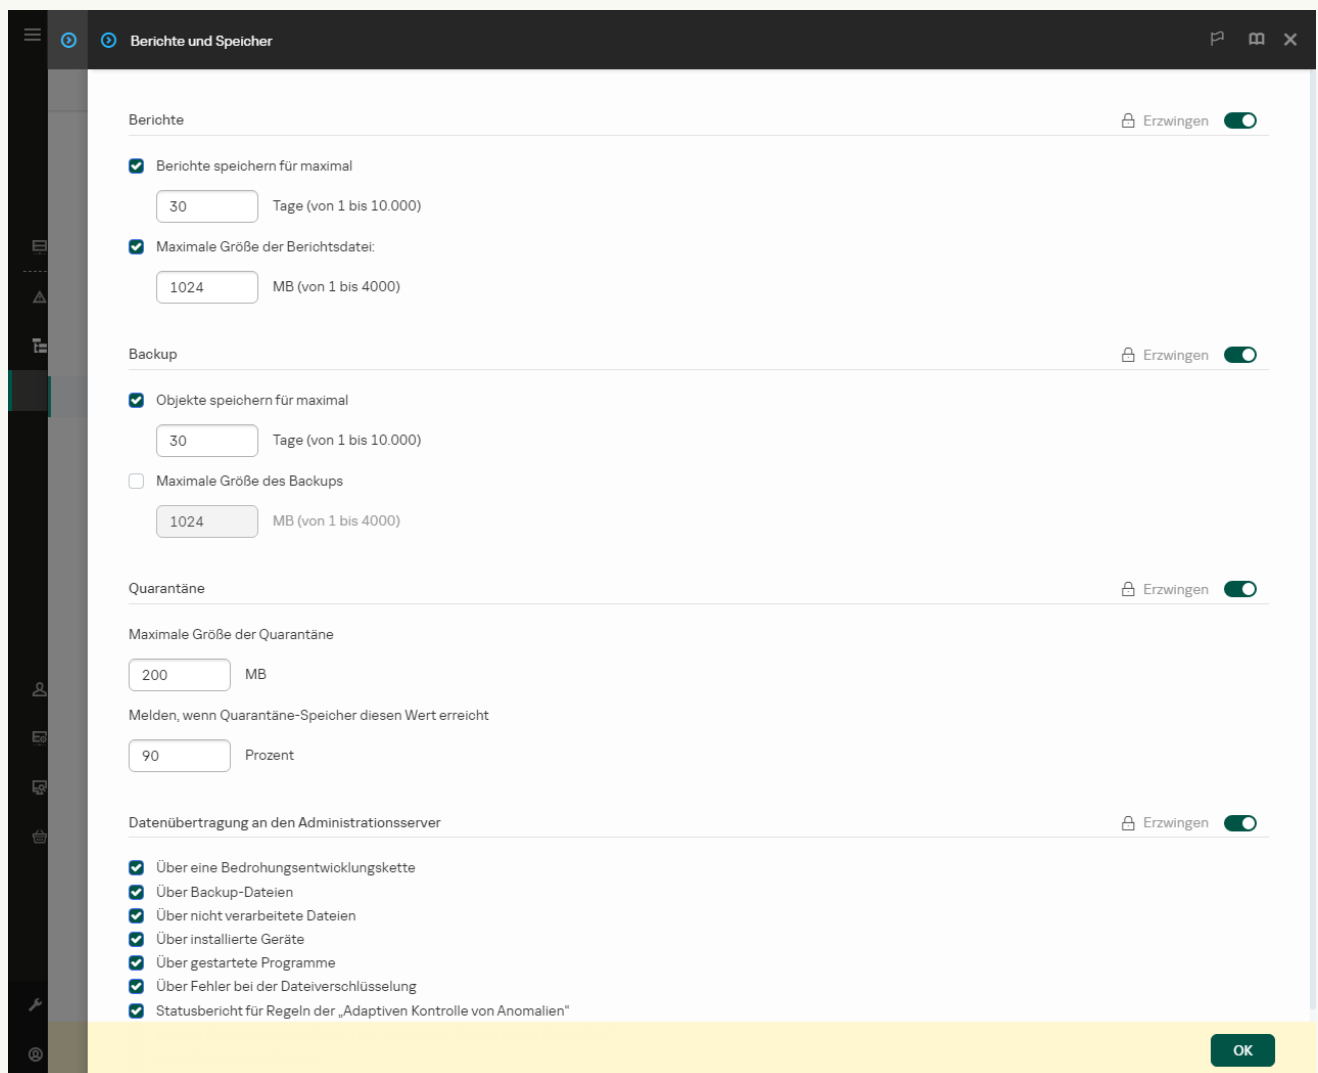 Berichte und Speicher
Berichte
Erzwingen
Berichte speichern für maximal
30 Tage (von 1 bis 10.000)
Maximale Größe der Berichtsdatei:
1024 MB (von 1 bis 4000)
Backup
Erzwingen
Objekte speichern für maximal
30 Tage (von 1 bis 10.000)
Maximale Größe des Backups
1024 MB (von 1 bis 4000)
Quarantäne
Erzwingen
Maximale Größe der Quarantäne
200 MB
Melden, wenn Quarantäne-Speicher diesen Wert erreicht
90 Prozent
Datenübertragung an den Administrationsserver
Erzwingen
Über eine Bedrohungsentwicklungskette
Über Backup-Dateien
Über nicht verarbeitete Dateien
Über installierte Geräte
Über gestartete Programme
Über Fehler bei der Dateiverschlüsselung
Statusbericht für Regeln der „Adaptiven Kontrolle von Anomalien“
OK